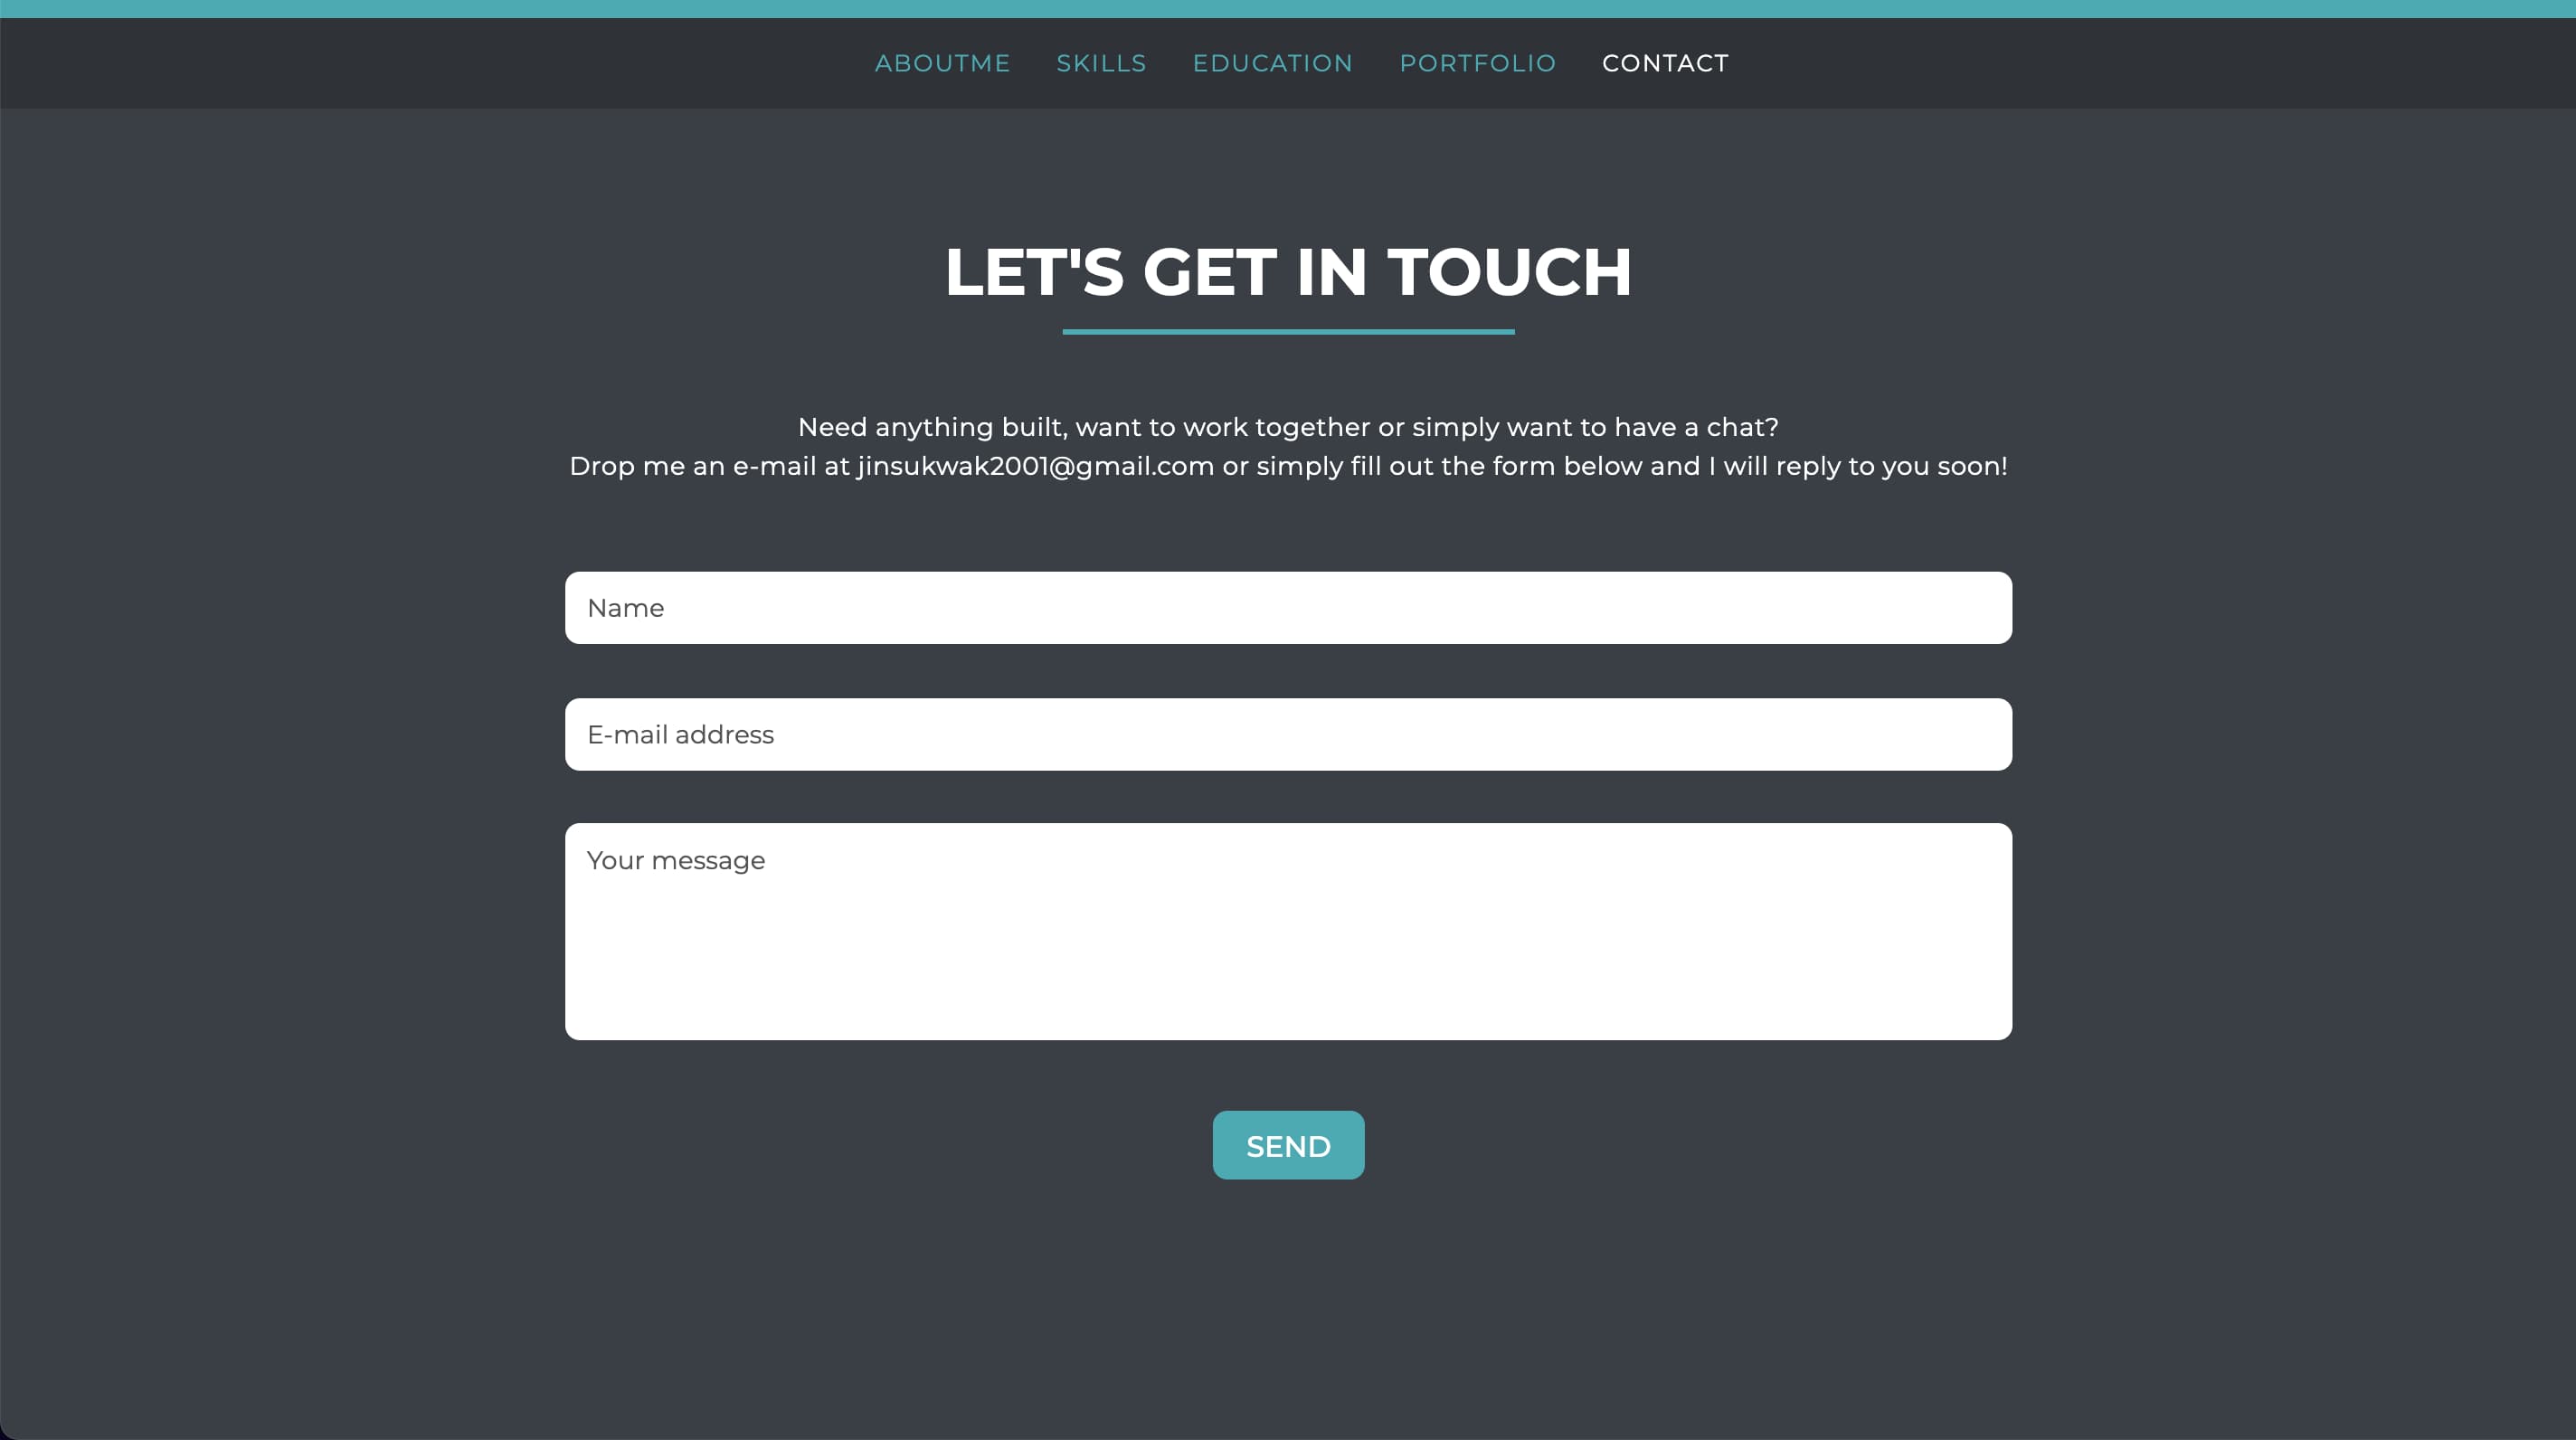 ABOUTME SKILLS EDUCATION PORTFOLIO CONTACT
LET'S GET IN TOUCH
Need anything built, want to work together or simply want to have a chat?
Drop me an e-mail at jinsukwak2001@gmail.com or simply fill out the form below and I will reply to you soon!
Name
E-mail address
Your message
SEND